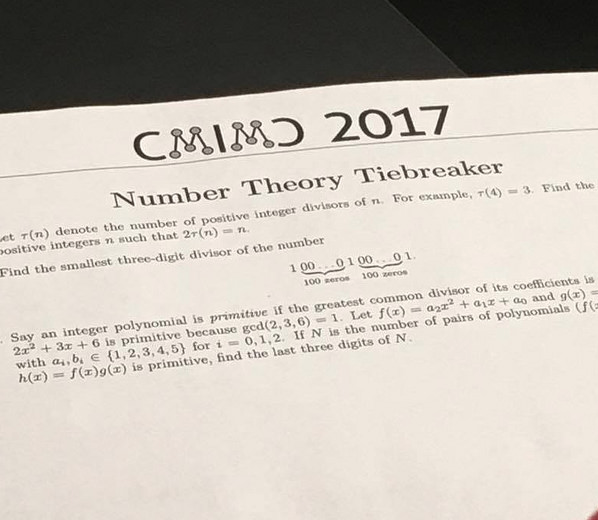 CMIMC 2017
Number Theory Tiebreaker
et τ(n) denote the number of positive integer divisors of n. For example, τ(4) = 3. Find the
ositive integers n such that 2τ(n) = n.
Find the smallest three-digit divisor of the number
1 00...0 1 00...0 1.
100 zeros 100 zeros
Say an integer polynomial is primitive if the greatest common divisor of its coefficients is
2x² + 3x + 6 is primitive because gcd(2, 3, 6) = 1. Let f(x) = a₂x² + a₁x + a₀ and g(x) =
with aᵢ, bᵢ ∈ {1, 2, 3, 4, 5} for i = 0, 1, 2. If N is the number of pairs of polynomials (f(x
h(x) = f(x)g(x) is primitive, find the last three digits of N.